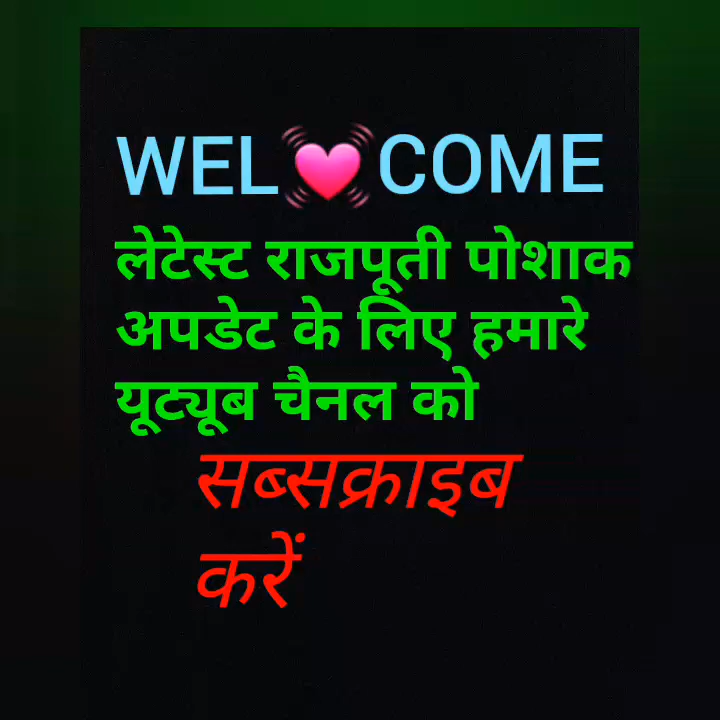 WEL💓COME
लेटेस्ट राजपूती पोशाक
अपडेट के लिए हमारे
यूट्यूब चैनल को
सब्सक्राइब
करें